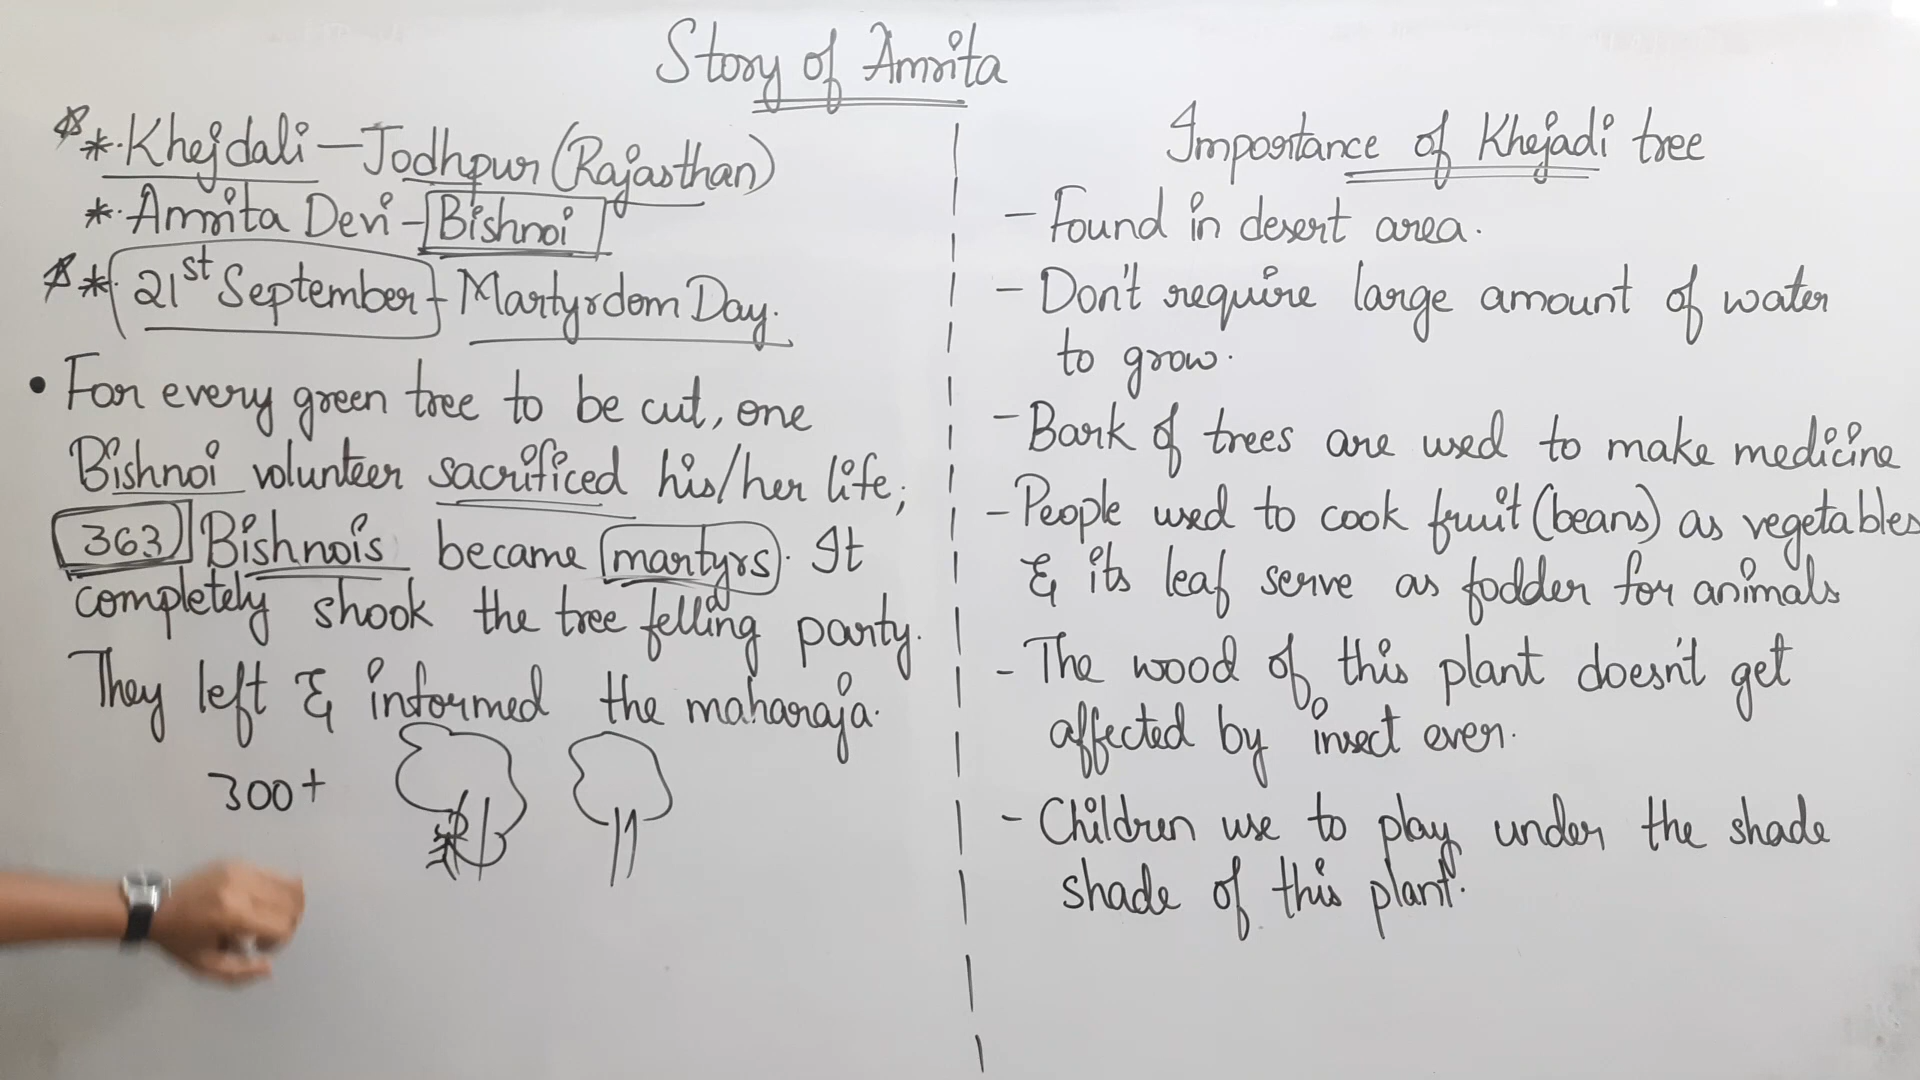 Story of Amrita
* Khejdali - Jodhpur (Rajasthan)
* Amrita Devi - Bishnoi
* 21st September - Martyrdom Day.
• For every green tree to be cut, one
Bishnoi volunteer sacrificed his/her life;
363 Bishnois became martyrs. It
completely shook the tree felling party.
They left & informed the maharaja.
300+
Importance of Khejadi tree
- Found in desert area.
- Don't require large amount of water
to grow.
- Bark of trees are used to make medicine
- People used to cook fruit (beans) as vegetables
& its leaf serve as fodder for animals
- The wood of this plant doesn't get
affected by insect ever.
- Children use to play under the shade
shade of this plant.